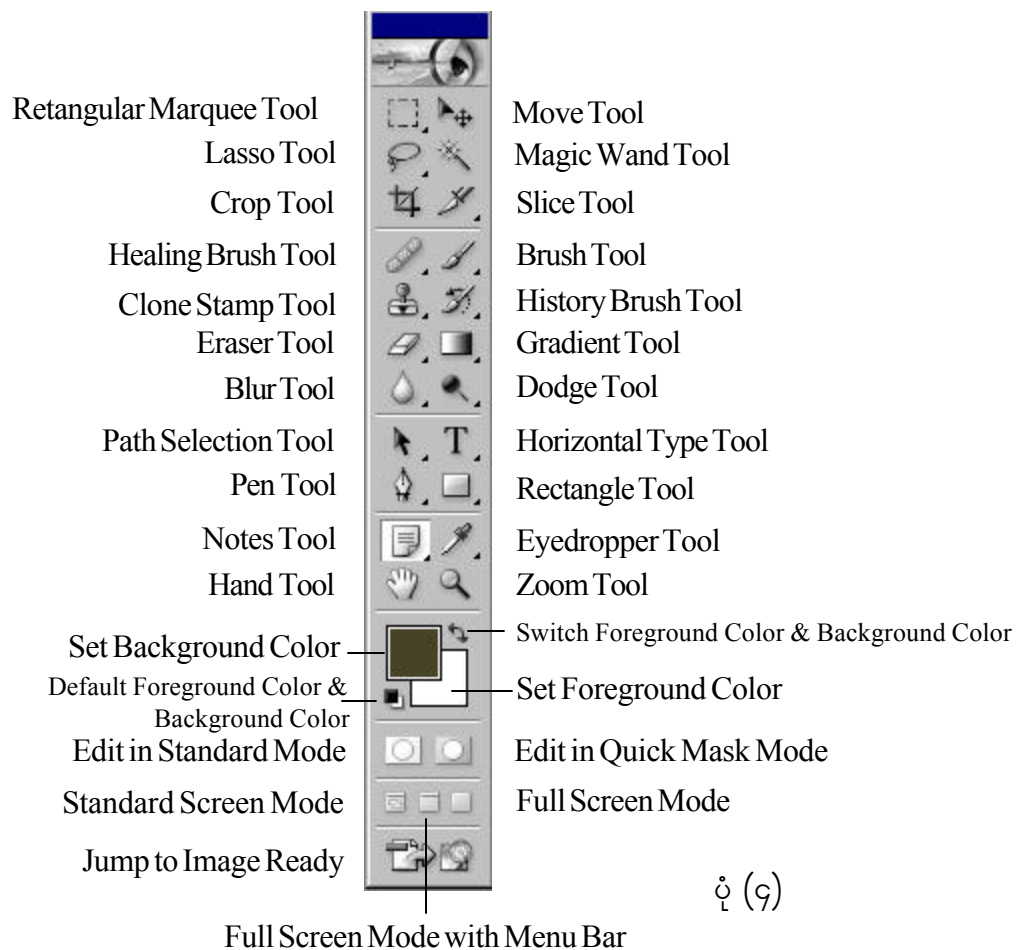 Retangular Marquee Tool
Move Tool
Lasso Tool
Magic Wand Tool
Crop Tool
Slice Tool
Healing Brush Tool
Brush Tool
Clone Stamp Tool
History Brush Tool
Eraser Tool
Gradient Tool
Blur Tool
Dodge Tool
Path Selection Tool
Horizontal Type Tool
Pen Tool
Rectangle Tool
Notes Tool
Eyedropper Tool
Hand Tool
Zoom Tool
Switch Foreground Color & Background Color
Set Background Color
Default Foreground Color &
Background Color
Set Foreground Color
Edit in Standard Mode
Edit in Quick Mask Mode
Standard Screen Mode
Full Screen Mode
Jump to Image Ready
ပုံ (၄)
Full Screen Mode with Menu Bar